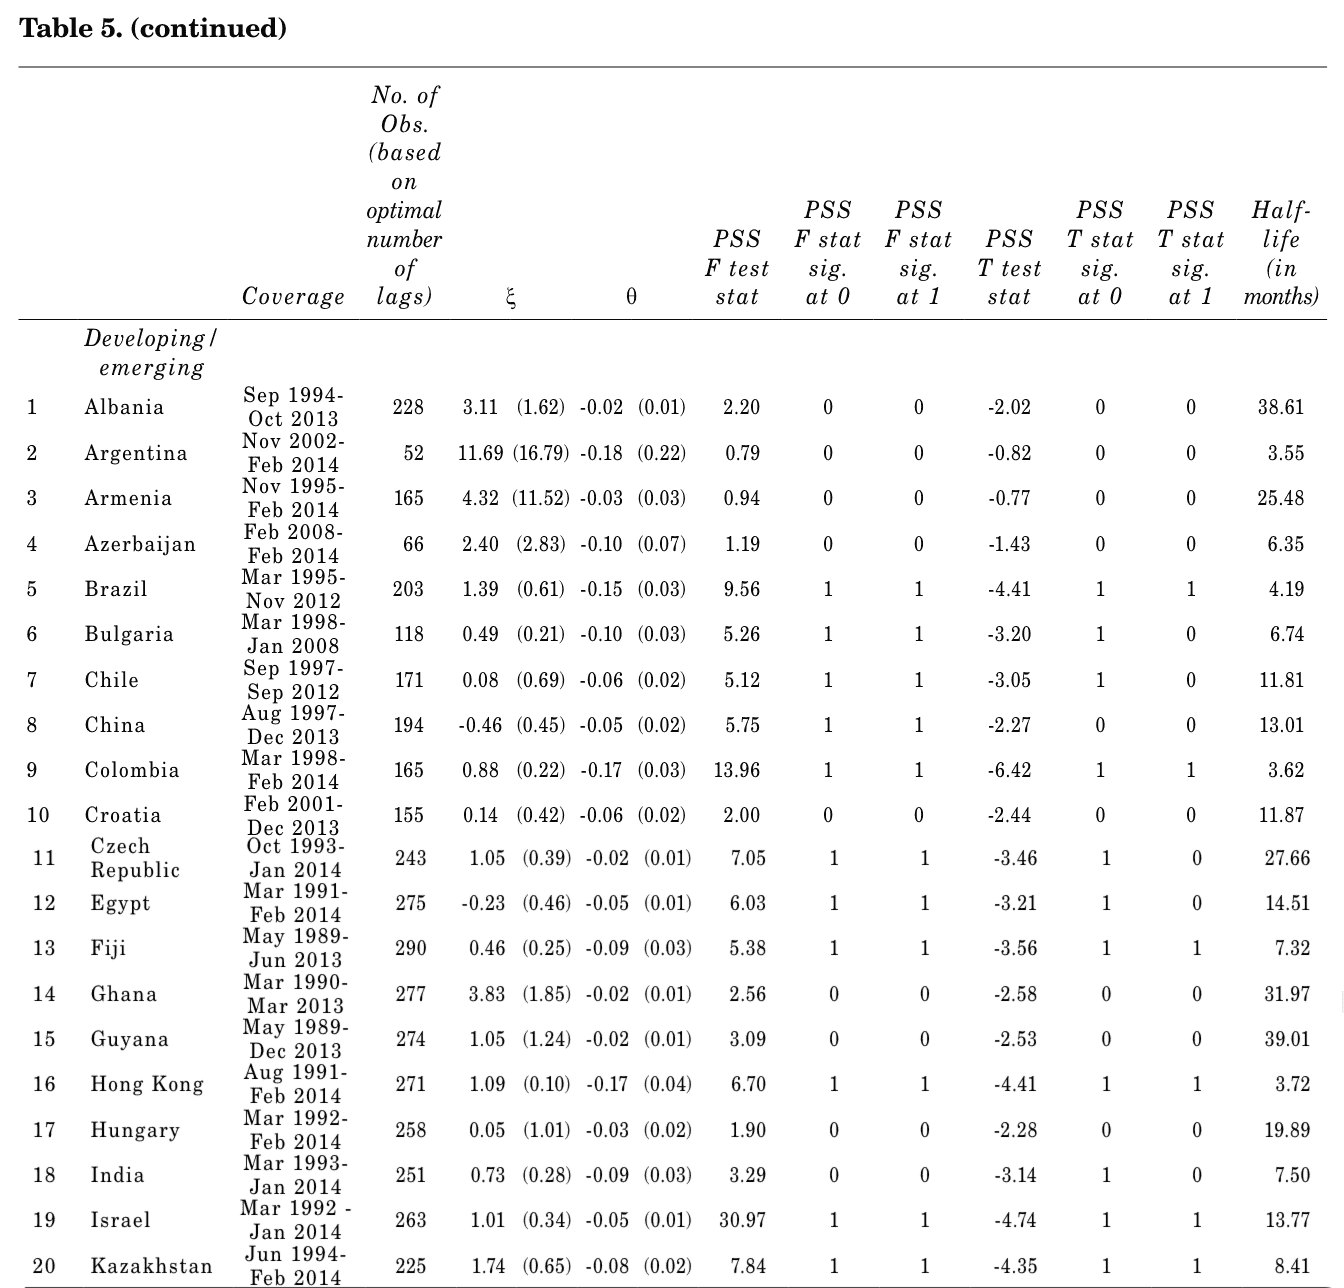 Table 5. (continued)
Coverage No. of Obs. (based on optimal number of lags) ξ θ PSS F test stat PSS F stat sig. at 0 PSS F stat sig. at 1 PSS T test stat PSS T stat sig. at 0 PSS T stat sig. at 1 Half-life (in months)
Developing/
emerging
1 Albania Sep 1994-Oct 2013 228 3.11 (1.62) -0.02 (0.01) 2.20 0 0 -2.02 0 0 38.61
2 Argentina Nov 2002-Feb 2014 52 11.69 (16.79) -0.18 (0.22) 0.79 0 0 -0.82 0 0 3.55
3 Armenia Nov 1995-Feb 2014 165 4.32 (11.52) -0.03 (0.03) 0.94 0 0 -0.77 0 0 25.48
4 Azerbaijan Feb 2008-Feb 2014 66 2.40 (2.83) -0.10 (0.07) 1.19 0 0 -1.43 0 0 6.35
5 Brazil Mar 1995-Nov 2012 203 1.39 (0.61) -0.15 (0.03) 9.56 1 1 -4.41 1 1 4.19
6 Bulgaria Mar 1998-Jan 2008 118 0.49 (0.21) -0.10 (0.03) 5.26 1 1 -3.20 1 0 6.74
7 Chile Sep 1997-Sep 2012 171 0.08 (0.69) -0.06 (0.02) 5.12 1 1 -3.05 1 0 11.81
8 China Aug 1997-Dec 2013 194 -0.46 (0.45) -0.05 (0.02) 5.75 1 1 -2.27 0 0 13.01
9 Colombia Mar 1998-Feb 2014 165 0.88 (0.22) -0.17 (0.03) 13.96 1 1 -6.42 1 1 3.62
10 Croatia Feb 2001-Dec 2013 155 0.14 (0.42) -0.06 (0.02) 2.00 0 0 -2.44 0 0 11.87
11 Czech Republic Oct 1993-Jan 2014 243 1.05 (0.39) -0.02 (0.01) 7.05 1 1 -3.46 1 0 27.66
12 Egypt Mar 1991-Feb 2014 275 -0.23 (0.46) -0.05 (0.01) 6.03 1 1 -3.21 1 0 14.51
13 Fiji May 1989-Jun 2013 290 0.46 (0.25) -0.09 (0.03) 5.38 1 1 -3.56 1 1 7.32
14 Ghana Mar 1990-Mar 2013 277 3.83 (1.85) -0.02 (0.01) 2.56 0 0 -2.58 0 0 31.97
15 Guyana May 1989-Dec 2013 274 1.05 (1.24) -0.02 (0.01) 3.09 0 0 -2.53 0 0 39.01
16 Hong Kong Aug 1991-Feb 2014 271 1.09 (0.10) -0.17 (0.04) 6.70 1 1 -4.41 1 1 3.72
17 Hungary Mar 1992-Feb 2014 258 0.05 (1.01) -0.03 (0.02) 1.90 0 0 -2.28 0 0 19.89
18 India Mar 1993-Jan 2014 251 0.73 (0.28) -0.09 (0.03) 3.29 0 0 -3.14 1 0 7.50
19 Israel Mar 1992 -Jan 2014 263 1.01 (0.34) -0.05 (0.01) 30.97 1 1 -4.74 1 1 13.77
20 Kazakhstan Jun 1994-Feb 2014 225 1.74 (0.65) -0.08 (0.02) 7.84 1 1 -4.35 1 1 8.41